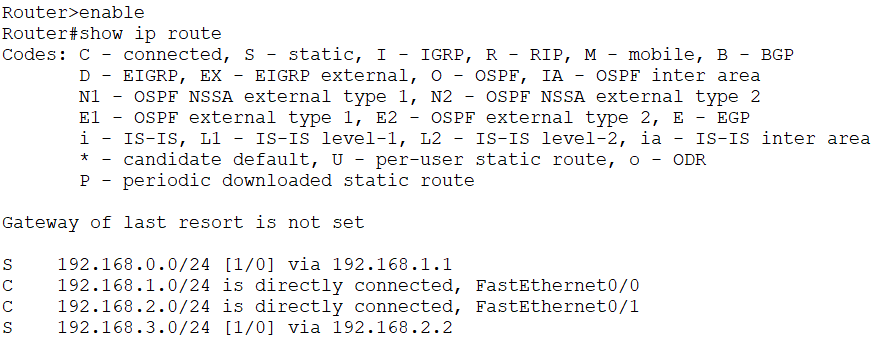 Router>enable
Router#show ip route
Codes: C - connected, S - static, I - IGRP, R - RIP, M - mobile, B - BGP
       D - EIGRP, EX - EIGRP external, O - OSPF, IA - OSPF inter area
       N1 - OSPF NSSA external type 1, N2 - OSPF NSSA external type 2
       E1 - OSPF external type 1, E2 - OSPF external type 2, E - EGP
       i - IS-IS, L1 - IS-IS level-1, L2 - IS-IS level-2, ia - IS-IS inter area
       * - candidate default, U - per-user static route, o - ODR
       P - periodic downloaded static route

Gateway of last resort is not set

S    192.168.0.0/24 [1/0] via 192.168.1.1
C    192.168.1.0/24 is directly connected, FastEthernet0/0
C    192.168.2.0/24 is directly connected, FastEthernet0/1
S    192.168.3.0/24 [1/0] via 192.168.2.2